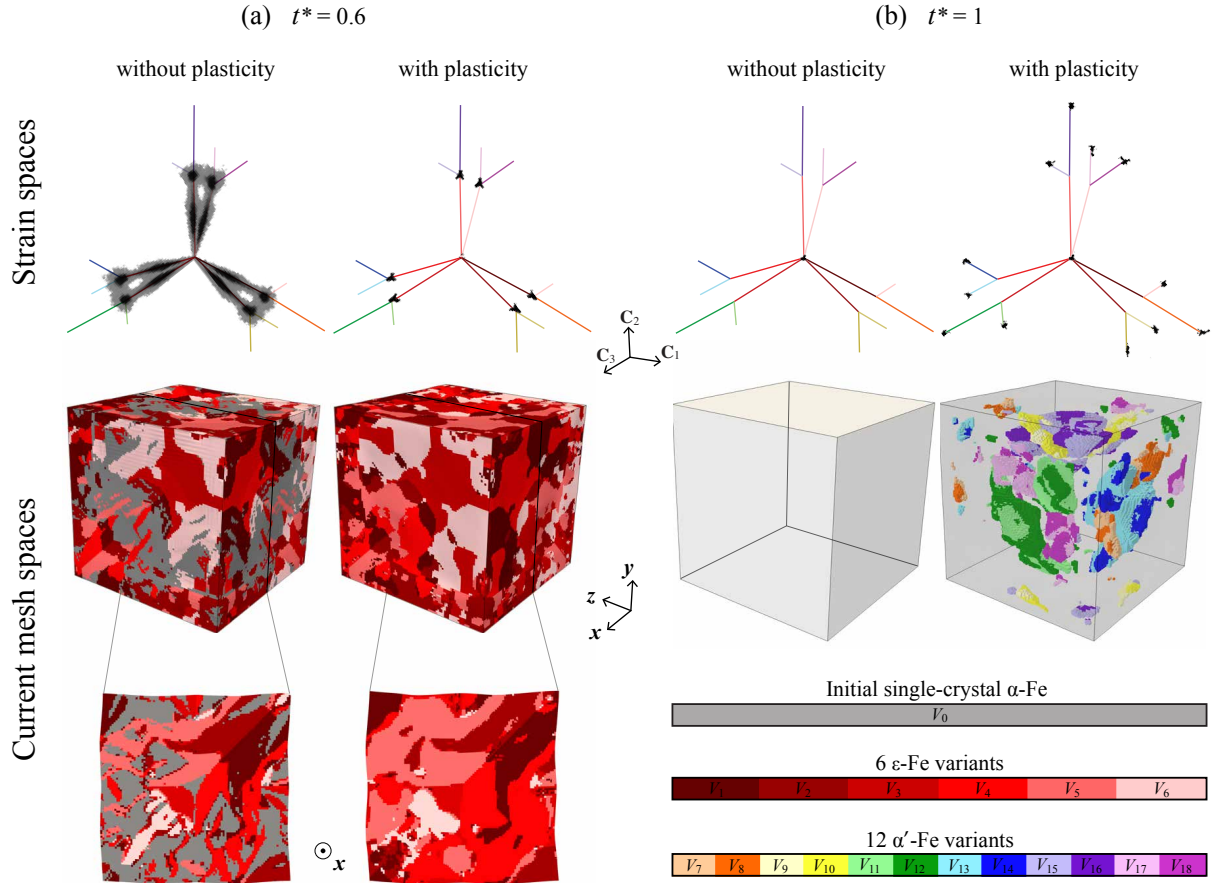 (a) t* = 0.6
(b) t* = 1
without plasticity
with plasticity
without plasticity
with plasticity
Strain spaces
C2
C3
C1
Current mesh spaces
y
z
x
x
Initial single-crystal α-Fe
V0
6 ε-Fe variants
V1 V2 V3 V4 V5 V6
12 α′-Fe variants
V7 V8 V9 V10 V11 V12 V13 V14 V15 V16 V17 V18